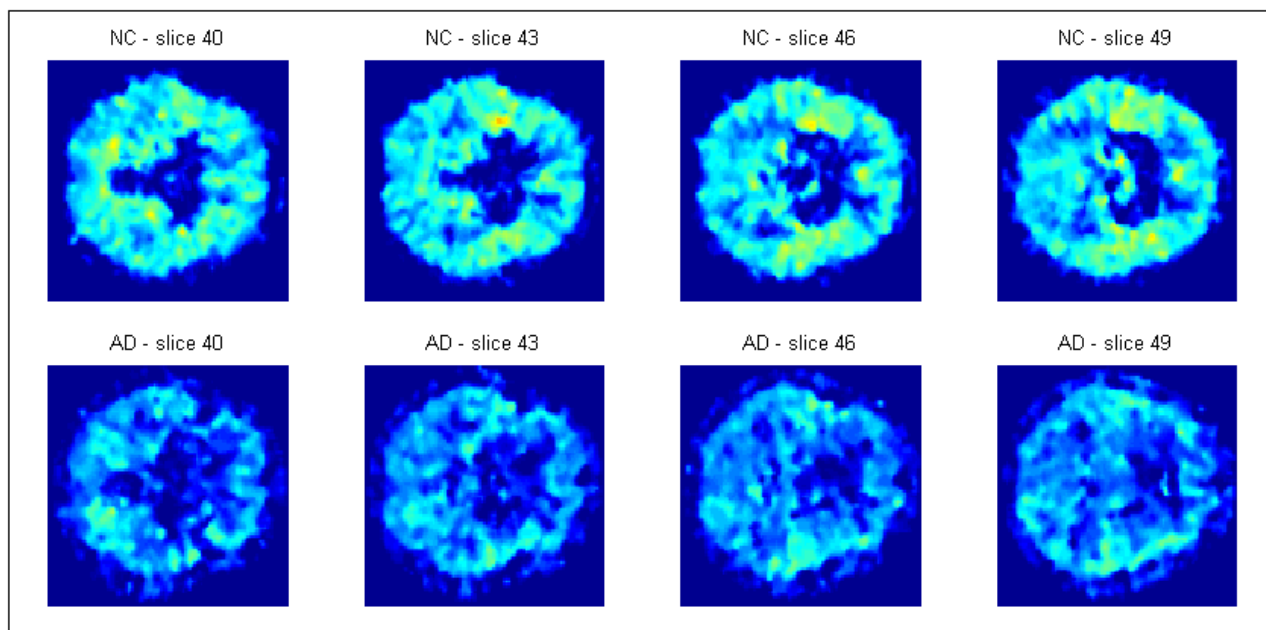 NC - slice 40
NC - slice 43
NC - slice 46
NC - slice 49
AD - slice 40
AD - slice 43
AD - slice 46
AD - slice 49